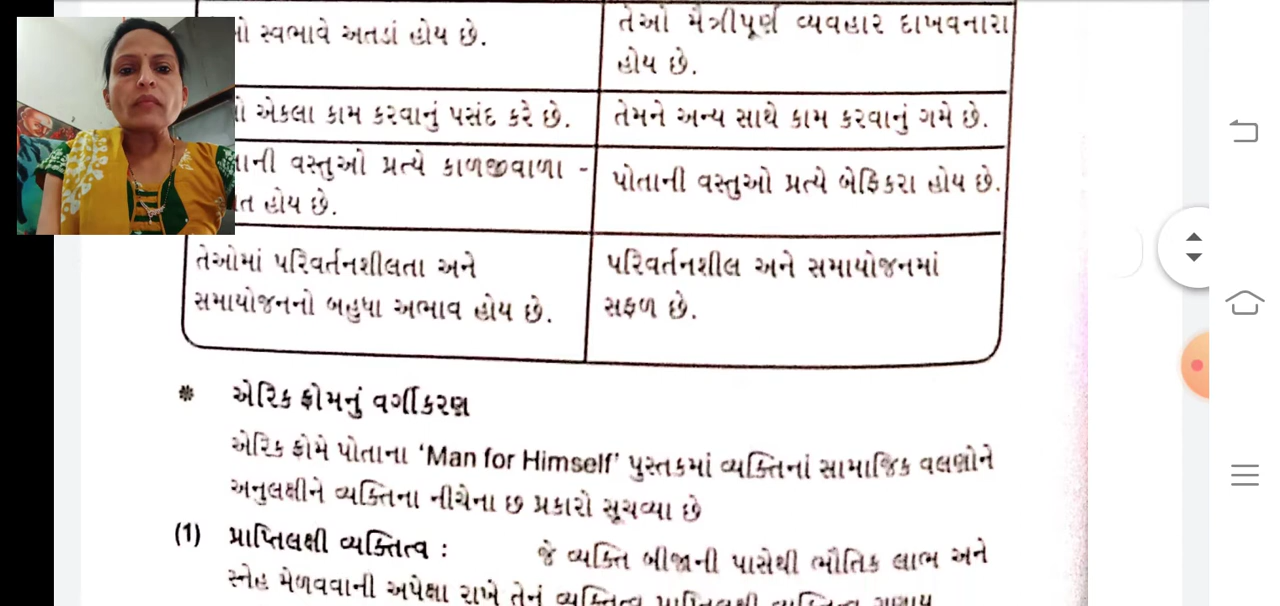 સ્વભાવે અતડાં હોય છે.
તેઓ મૈત્રીપૂર્ણ વ્યવહાર દાખવનારા
હોય છે.
એકલા કામ કરવાનું પસંદ કરે છે.
તેમને અન્ય સાથે કામ કરવાનું ગમે છે.
વસ્તુઓ પ્રત્યે કાળજીવાળા -
હોય છે.
પોતાની વસ્તુઓ પ્રત્યે બેફિકરા હોય છે.
તેઓમાં પરિવર્તનશીલતા અને
સમાયોજનનો બહુધા અભાવ હોય છે.
પરિવર્તનશીલ અને સમાયોજનમાં
સફળ છે.
* એરિક ફ્રોમનું વર્ગીકરણ
એરિક ફ્રોમે પોતાના ‘Man for Himself’ પુસ્તકમાં વ્યક્તિનાં સામાજિક વલણોને
અનુલક્ષીને વ્યક્તિના નીચેના છ પ્રકારો સૂચવ્યા છે
(1) પ્રાપ્તિલક્ષી વ્યક્તિત્વ : જે વ્યક્તિ બીજાની પાસેથી ભૌતિક લાભ અને
સ્નેહ મેળવવાની અપેક્ષા રાખે તેનું વ્યક્તિત્વ